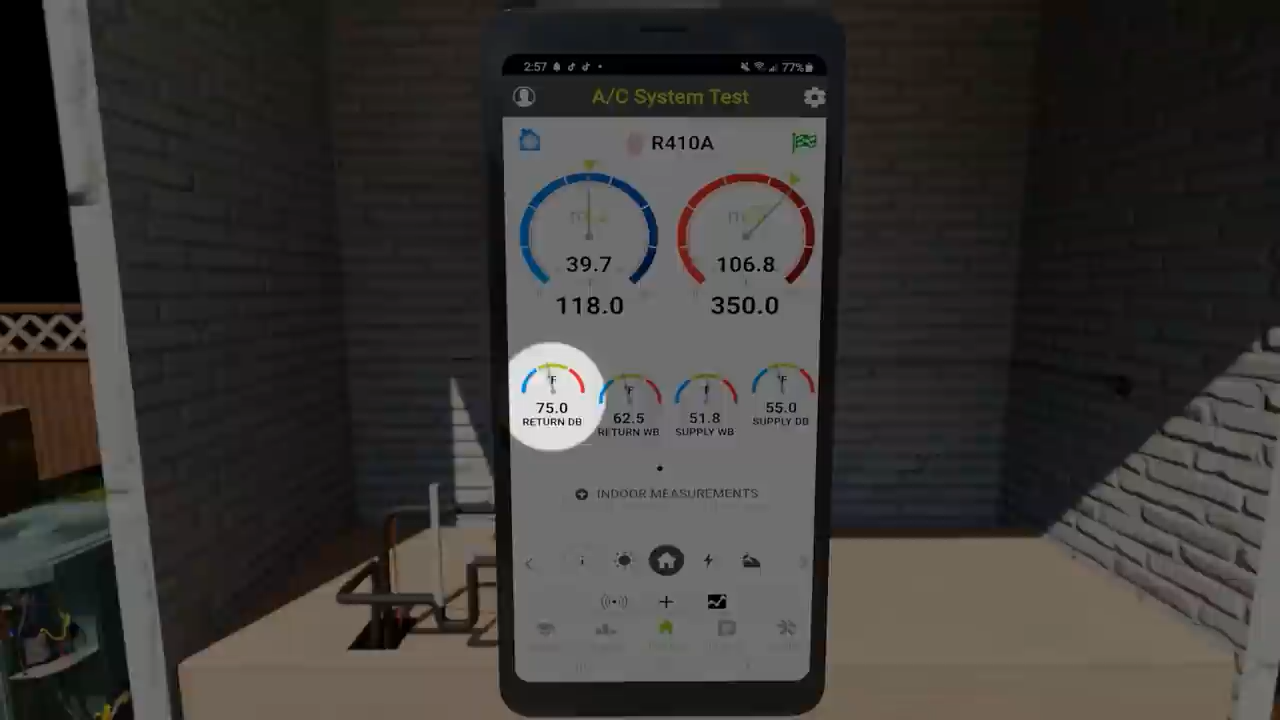 2:57 77%
A/C System Test
R410A
39.7 106.8
118.0 350.0
°F °F °F
75.0 62.5 51.8 55.0
RETURN DB RETURN WB SUPPLY WB SUPPLY DB
INDOOR MEASUREMENTS